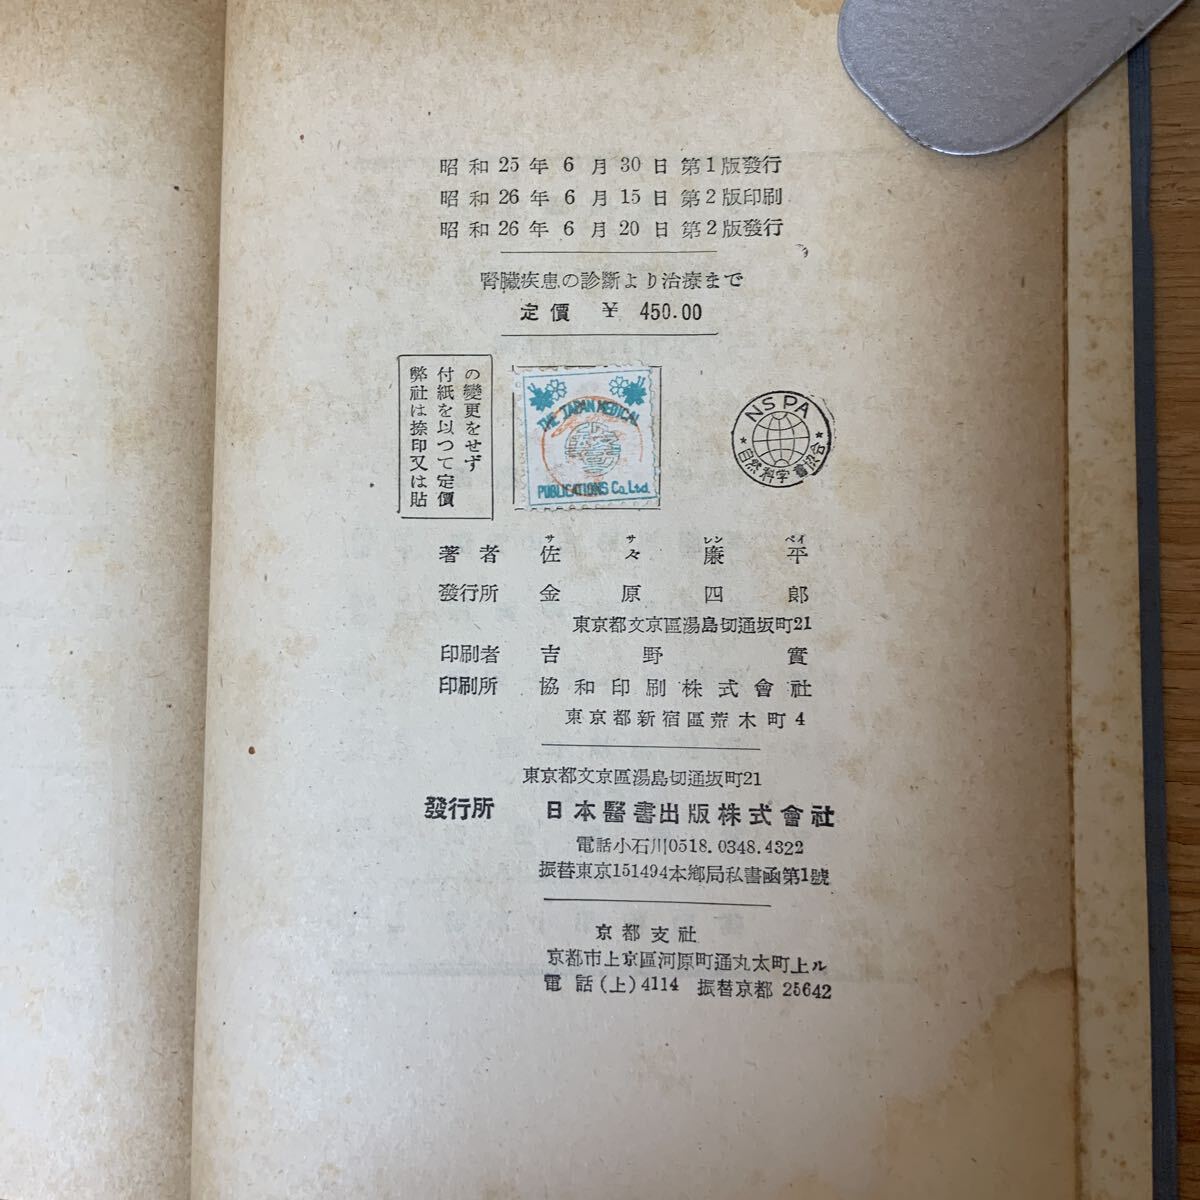 昭和25年6月30日第1版發行
昭和26年6月15日第2版印刷
昭和26年6月20日第2版發行
腎臟疾患の診斷より治療まで
定價 ¥ 450.00
弊社は捺印又は貼
付紙を以つて定價
の變更をせず
THE JAPAN MEDICAL
PUBLICATIONS Co. Ltd.
NSPA
自然科學書協会
サ サ レン ペイ
著者 佐々廉平
發行所 金原四郎
東京都文京區湯島切通坂町21
印刷者 吉野實
印刷所 協和印刷株式會社
東京都新宿區荒木町4
東京都文京區湯島切通坂町21
發行所 日本醫書出版株式會社
電話小石川0518.0348.4322
振替東京151494本鄕局私書函第1號
京都支社
京都市上京區河原町通丸太町上ル
電話(上)4114 振替京都25642